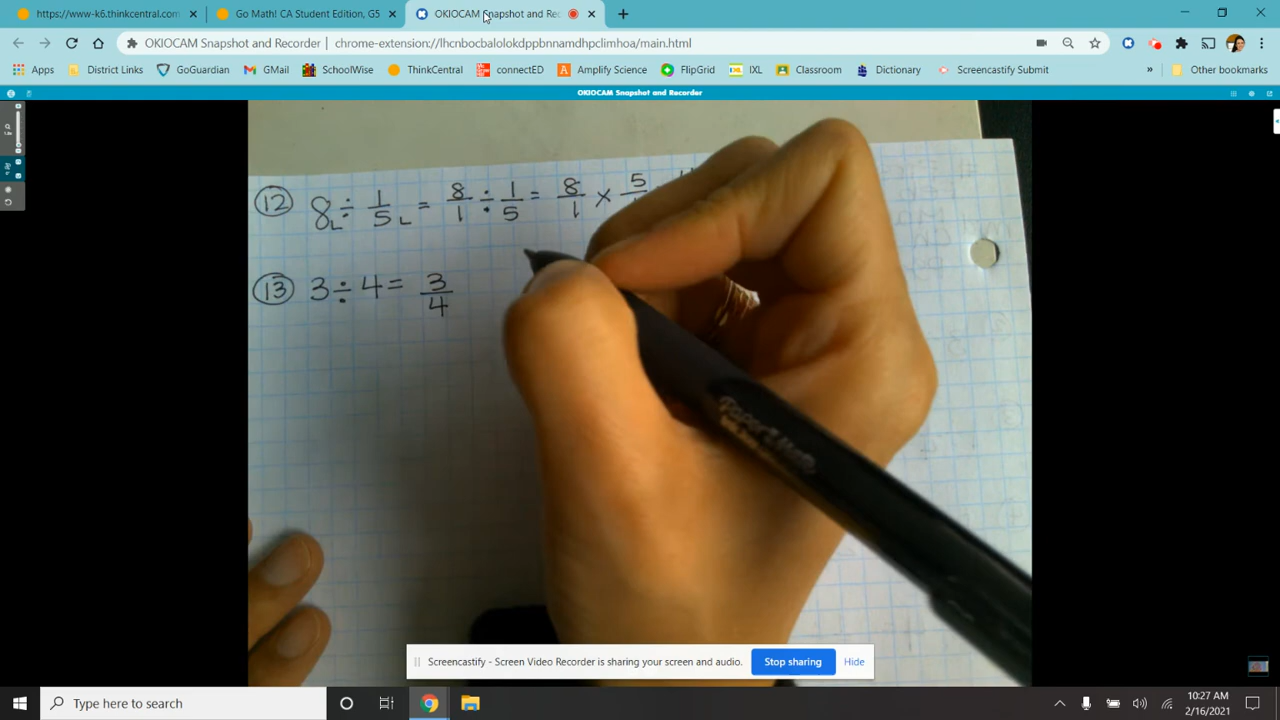 https://www-k6.thinkcentral.com
Go Math! CA Student Edition, G5
OKIOCAM Snapshot and Rec
OKIOCAM Snapshot and Recorder | chrome-extension://lhcnbocbalolokdppbnnamdhpclimhoa/main.html
Apps District Links GoGuardian GMail SchoolWise ThinkCentral connectED Amplify Science FlipGrid IXL Classroom Dictionary Screencastify Submit » Other bookmarks
OKIOCAM Snapshot and Recorder
12 8L ÷ 1/5 L = 8/1 ÷ 1/5 = 8/1 × 5/
13 3 ÷ 4 = 3/4
Paper Mate
Screencastify - Screen Video Recorder is sharing your screen and audio. Stop sharing Hide
Type here to search
10:27 AM
2/16/2021